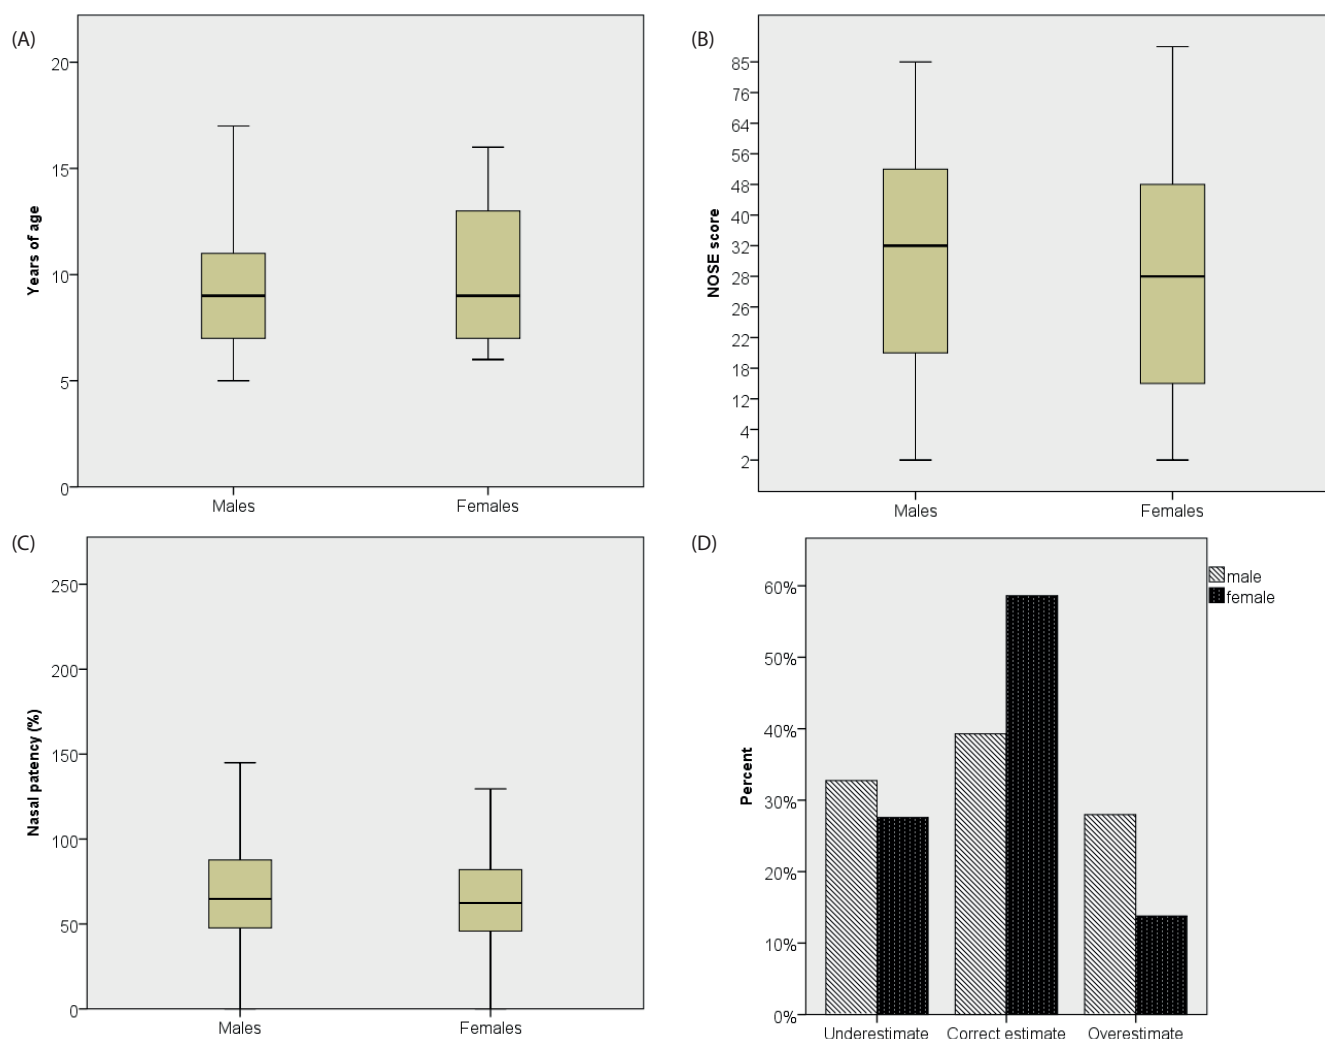 (A)
20
15
10
5
0
Years of age
Males
Females
(B)
85
76
64
56
48
40
32
28
26
22
18
12
4
2
NOSE score
Males
Females
(C)
250
200
150
100
50
0
Nasal patency (%)
Males
Females
(D)
60%
50%
40%
30%
20%
10%
0%
Percent
male
female
Underestimate
Correct estimate
Overestimate